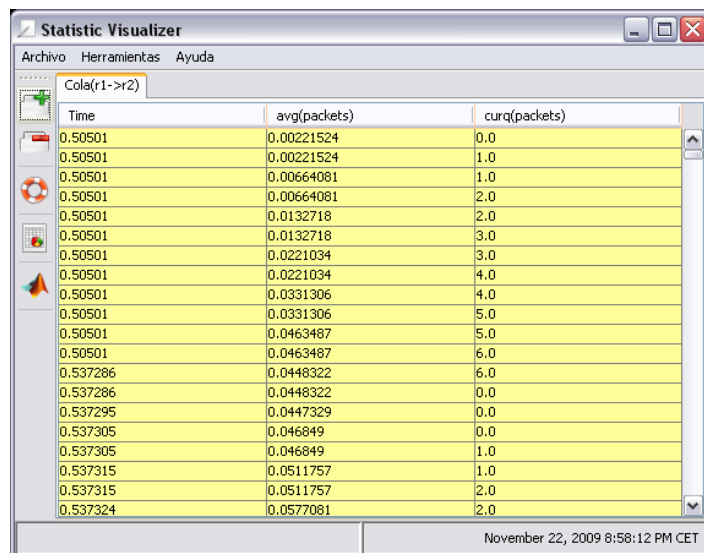 Statistic Visualizer
Archivo Herramientas Ayuda
Cola(r1->r2)
Time avg(packets) curq(packets)
0.50501 0.00221524 0.0
0.50501 0.00221524 1.0
0.50501 0.00664081 1.0
0.50501 0.00664081 2.0
0.50501 0.0132718 2.0
0.50501 0.0132718 3.0
0.50501 0.0221034 3.0
0.50501 0.0221034 4.0
0.50501 0.0331306 4.0
0.50501 0.0331306 5.0
0.50501 0.0463487 5.0
0.50501 0.0463487 6.0
0.537286 0.0448322 6.0
0.537286 0.0448322 0.0
0.537295 0.0447329 0.0
0.537305 0.046849 0.0
0.537305 0.046849 1.0
0.537315 0.0511757 1.0
0.537315 0.0511757 2.0
0.537324 0.0577081 2.0
November 22, 2009 8:58:12 PM CET